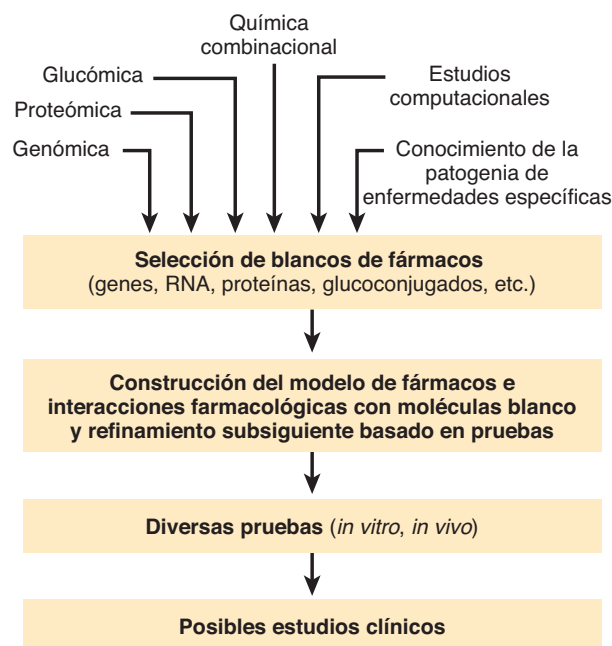 Química
combinacional
Glucómica
Estudios
computacionales
Proteómica
Genómica
Conocimiento de la
patogenia de
enfermedades específicas
Selección de blancos de fármacos
(genes, RNA, proteínas, glucoconjugados, etc.)
Construcción del modelo de fármacos e
interacciones farmacológicas con moléculas blanco
y refinamiento subsiguiente basado en pruebas
Diversas pruebas (in vitro, in vivo)
Posibles estudios clínicos